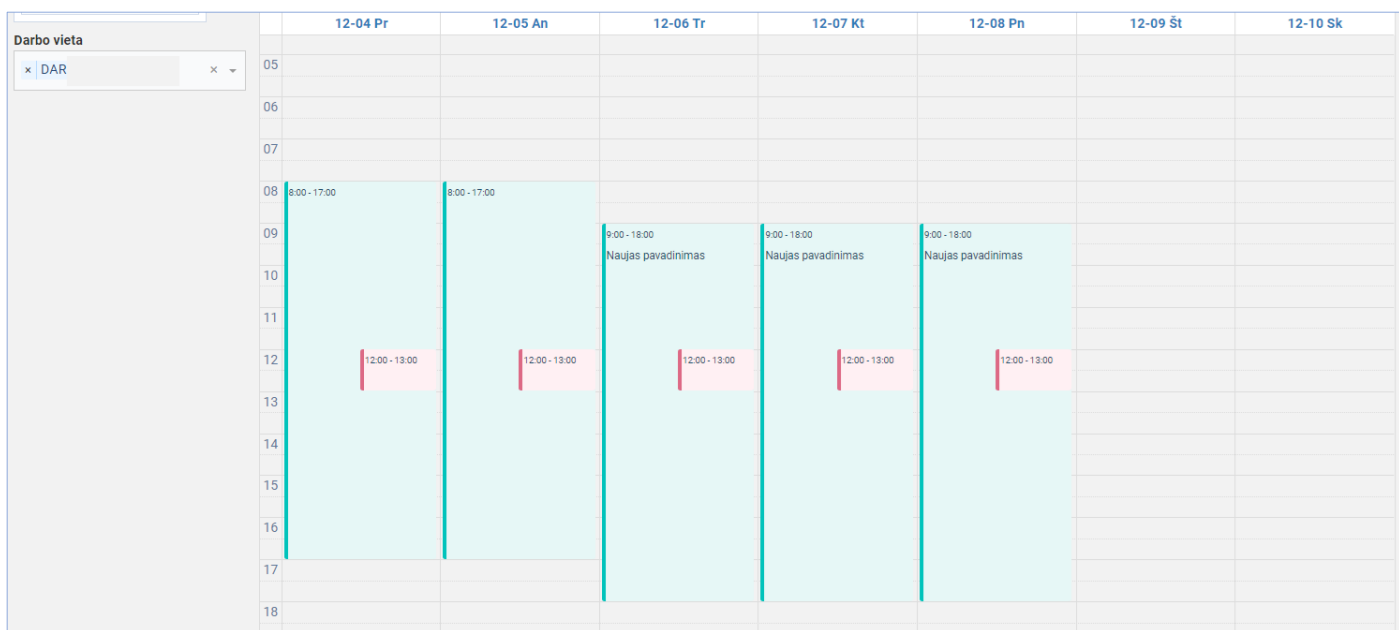 12-04 Pr 12-05 An 12-06 Tr 12-07 Kt 12-08 Pn 12-09 Št 12-10 Sk
Darbo vieta
× DAR ×
05
06
07
08 8:00 - 17:00 8:00 - 17:00
09 9:00 - 18:00 9:00 - 18:00 9:00 - 18:00
Naujas pavadinimas Naujas pavadinimas Naujas pavadinimas
10
11
12 12:00 - 13:00 12:00 - 13:00 12:00 - 13:00 12:00 - 13:00 12:00 - 13:00
13
14
15
16
17
18